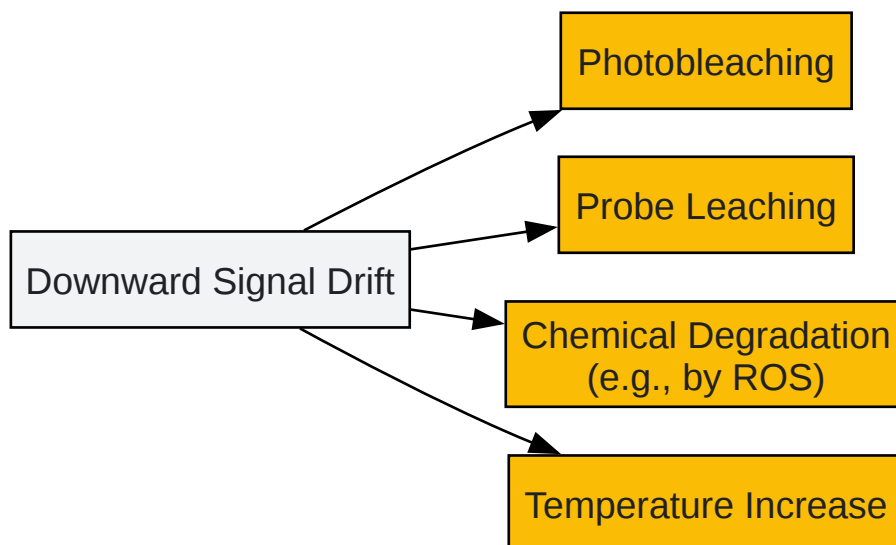 Photobleaching
Probe Leaching
Downward Signal Drift
Chemical Degradation
(e.g., by ROS)
Temperature Increase